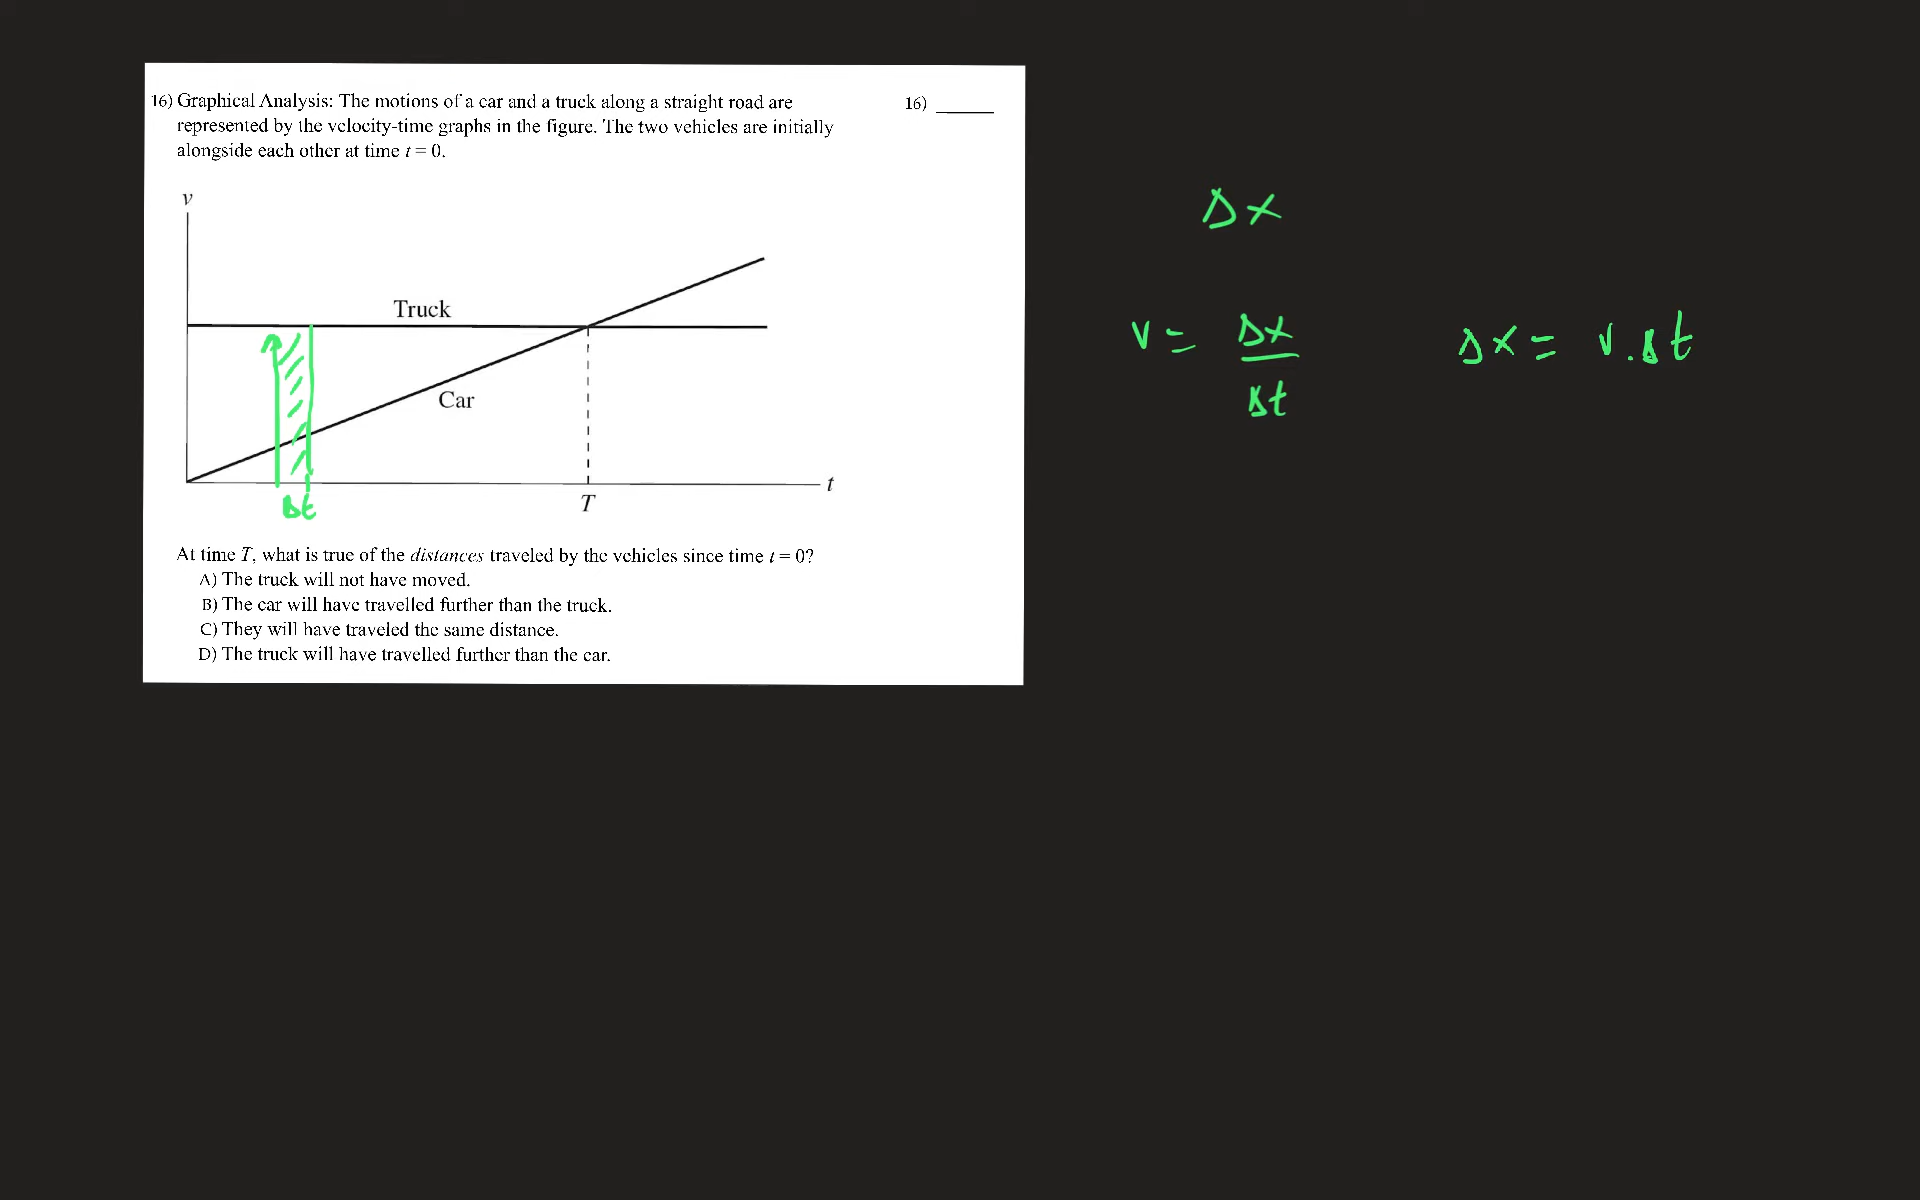 16) Graphical Analysis: The motions of a car and a truck along a straight road are
represented by the velocity-time graphs in the figure. The two vehicles are initially
alongside each other at time t = 0.
16) ______
v
Truck
Car
t
T
Δt
At time T, what is true of the distances traveled by the vehicles since time t = 0?
A) The truck will not have moved.
B) The car will have travelled further than the truck.
C) They will have traveled the same distance.
D) The truck will have travelled further than the car.
Δx
v = Δx/Δt
Δx = v.Δt